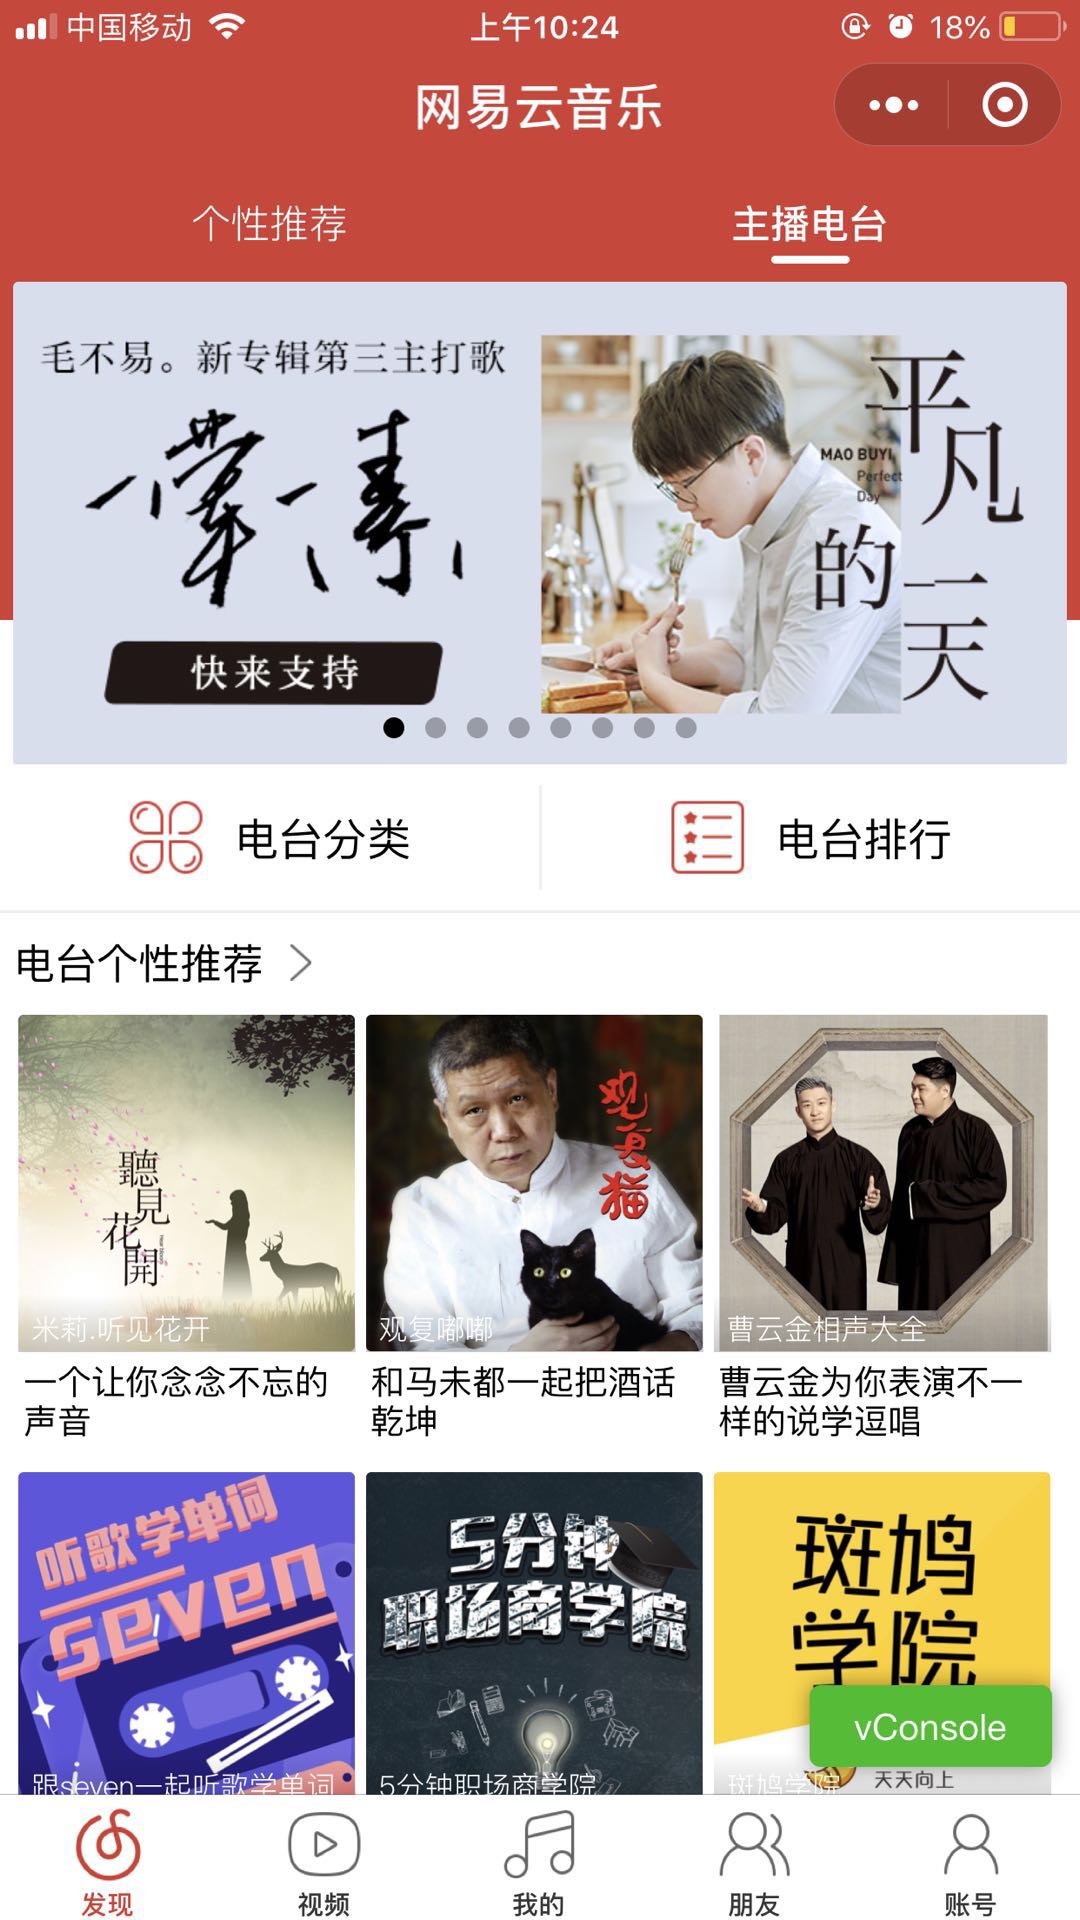 中国移动
上午10:24
18%
网易云音乐
个性推荐
主播电台
毛不易。新专辑第三主打歌
一荤一素
快来支持
MAO BUYI
Perfect
Day
平凡
的一天
电台分类
电台排行
电台个性推荐
聽見
花開
米莉.听见花开
观复猫
观复嘟嘟
曹云金相声大全
一个让你念念不忘的
声音
和马未都一起把酒话
乾坤
曹云金为你表演不一
样的说学逗唱
听歌学单词
seven
跟seven一起听歌学单词
5分钟
职场商学院
5分钟职场商学院
斑鸠
学院
天天向上
斑鸠学院
vConsole
发现
视频
我的
朋友
账号